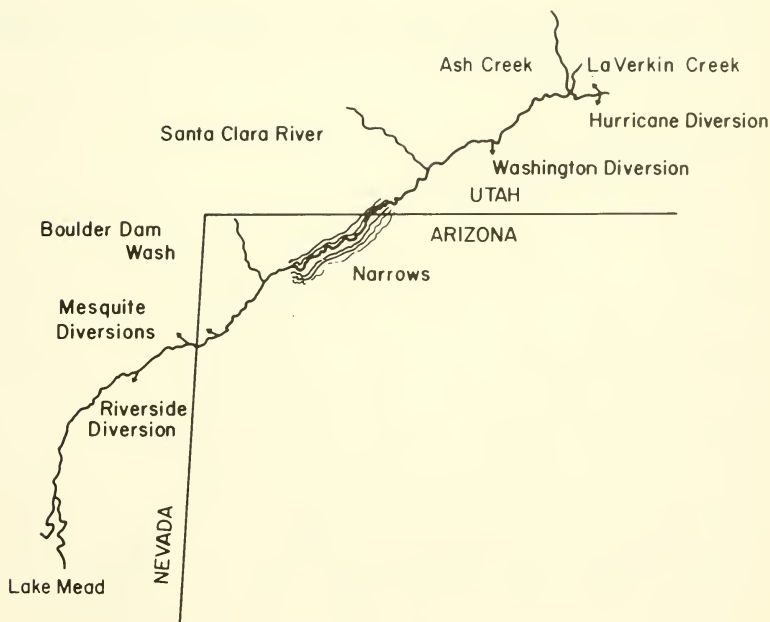 Ash Creek
LaVerkin Creek
Hurricane Diversion
Santa Clara River
Washington Diversion
UTAH
ARIZONA
Boulder Dam
Wash
Narrows
Mesquite
Diversions
Riverside
Diversion
NEVADA
Lake Mead